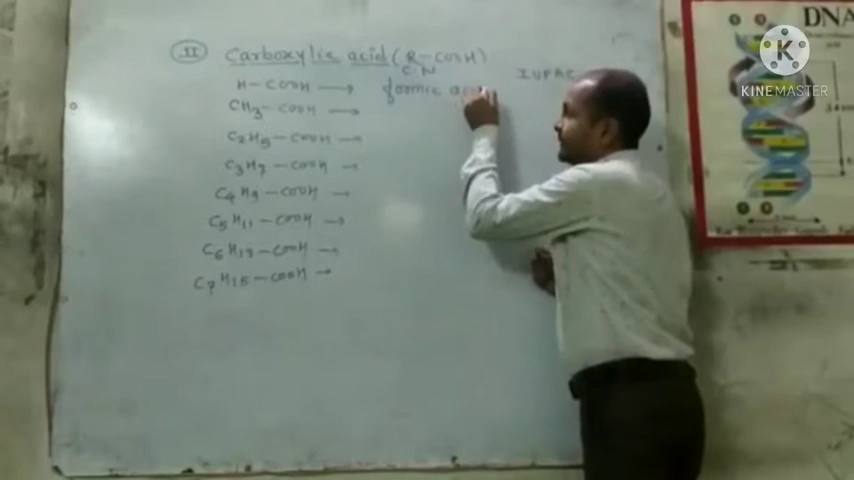 II Carboxylic acid (R-COOH)
C.N IUPAC
H-COOH → formic ac
CH3-COOH →
C2H5-COOH →
C3H7-COOH →
C4H9-COOH →
C5H11-COOH →
C6H13-COOH →
C7H15-COOH →
DNA
KINEMASTER